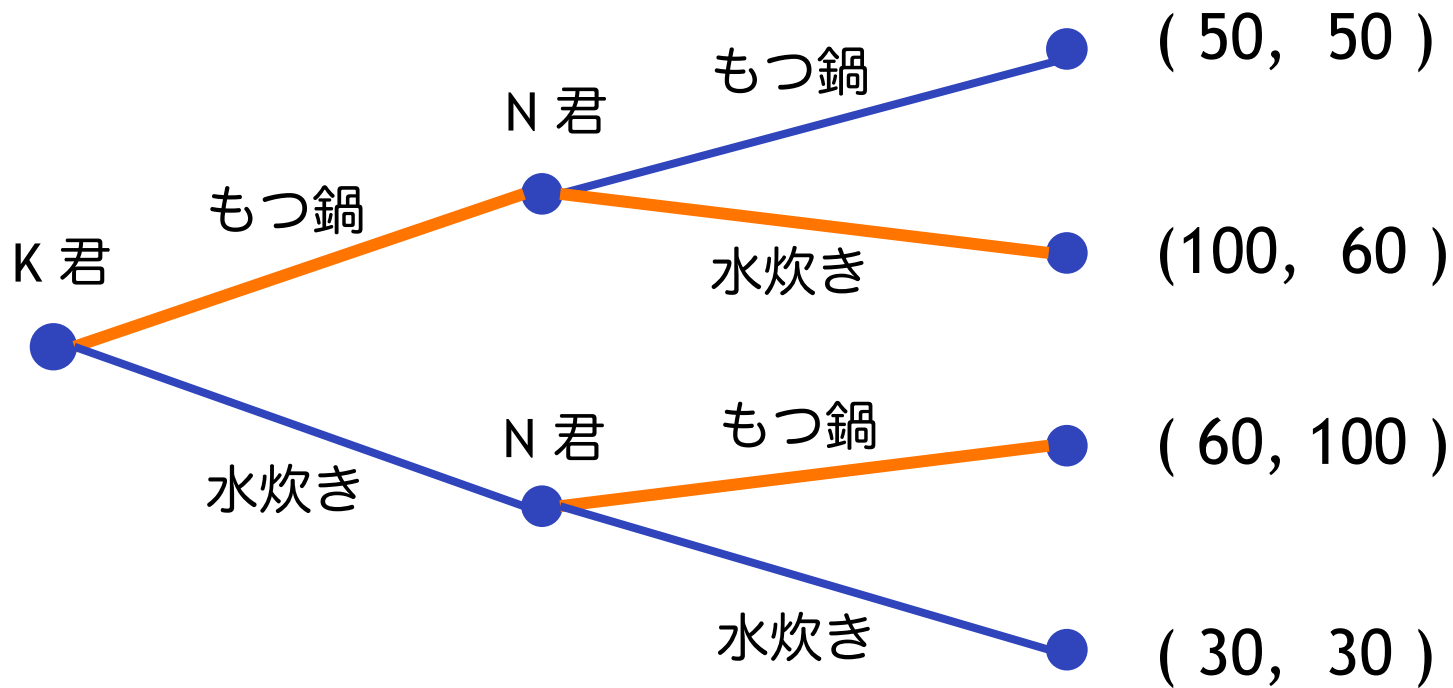 K 君
もつ鍋
水炊き
N 君
もつ鍋
水炊き
N 君
もつ鍋
水炊き
( 50, 50 )
(100, 60 )
( 60, 100 )
( 30, 30 )